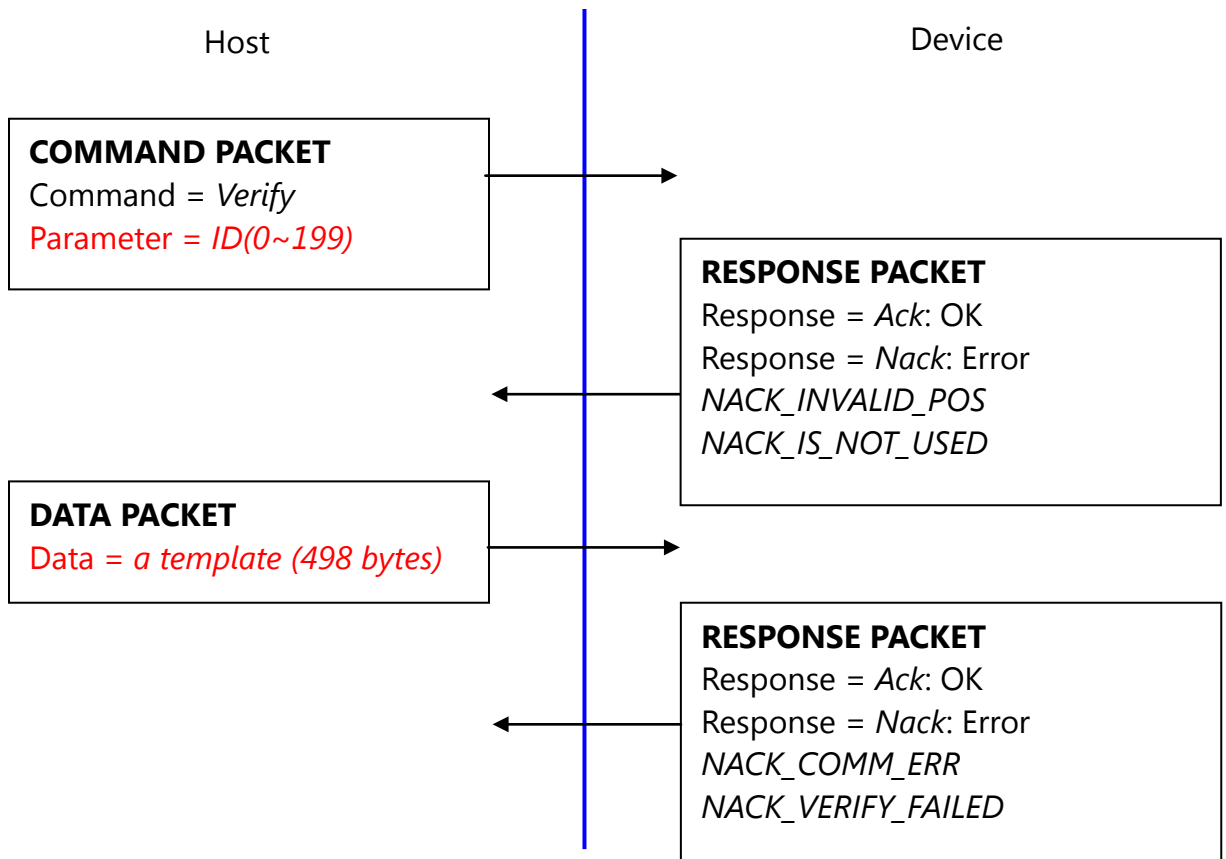 Host
Device
COMMAND PACKET
Command = Verify
Parameter = ID(0~199)
RESPONSE PACKET
Response = Ack: OK
Response = Nack: Error
NACK_INVALID_POS
NACK_IS_NOT_USED
DATA PACKET
Data = a template (498 bytes)
RESPONSE PACKET
Response = Ack: OK
Response = Nack: Error
NACK_COMM_ERR
NACK_VERIFY_FAILED